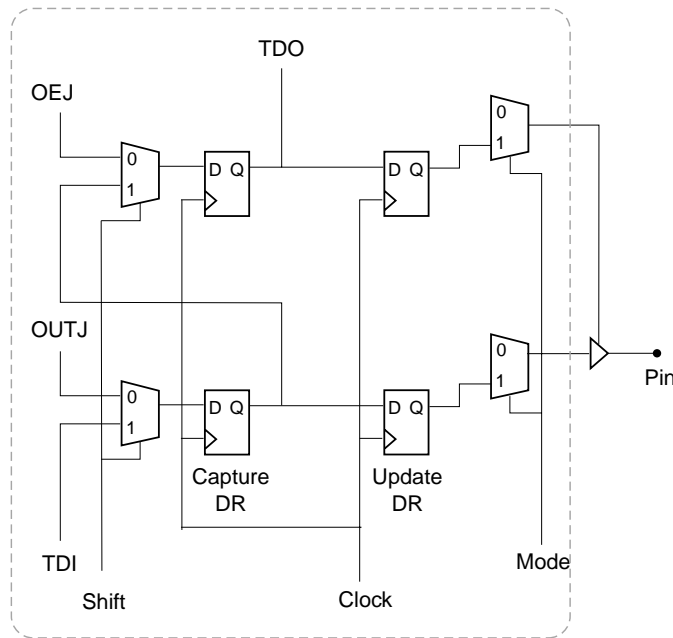 TDO
OEJ
0
1
D Q
D Q
0
1
OUTJ
0
1
D Q
D Q
0
1
Pin
Capture
DR
Update
DR
TDI
Mode
Shift
Clock